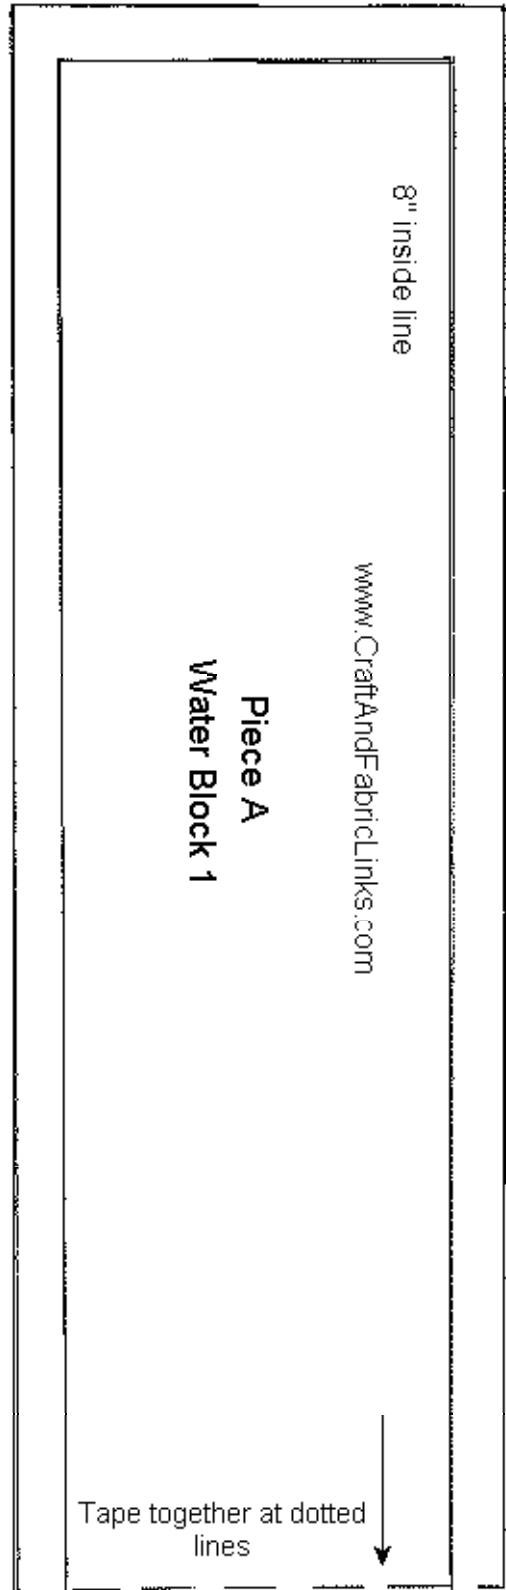 8" inside line
www.CraftAndFabricLinks.com
Piece A
Water Block 1
Tape together at dotted
lines